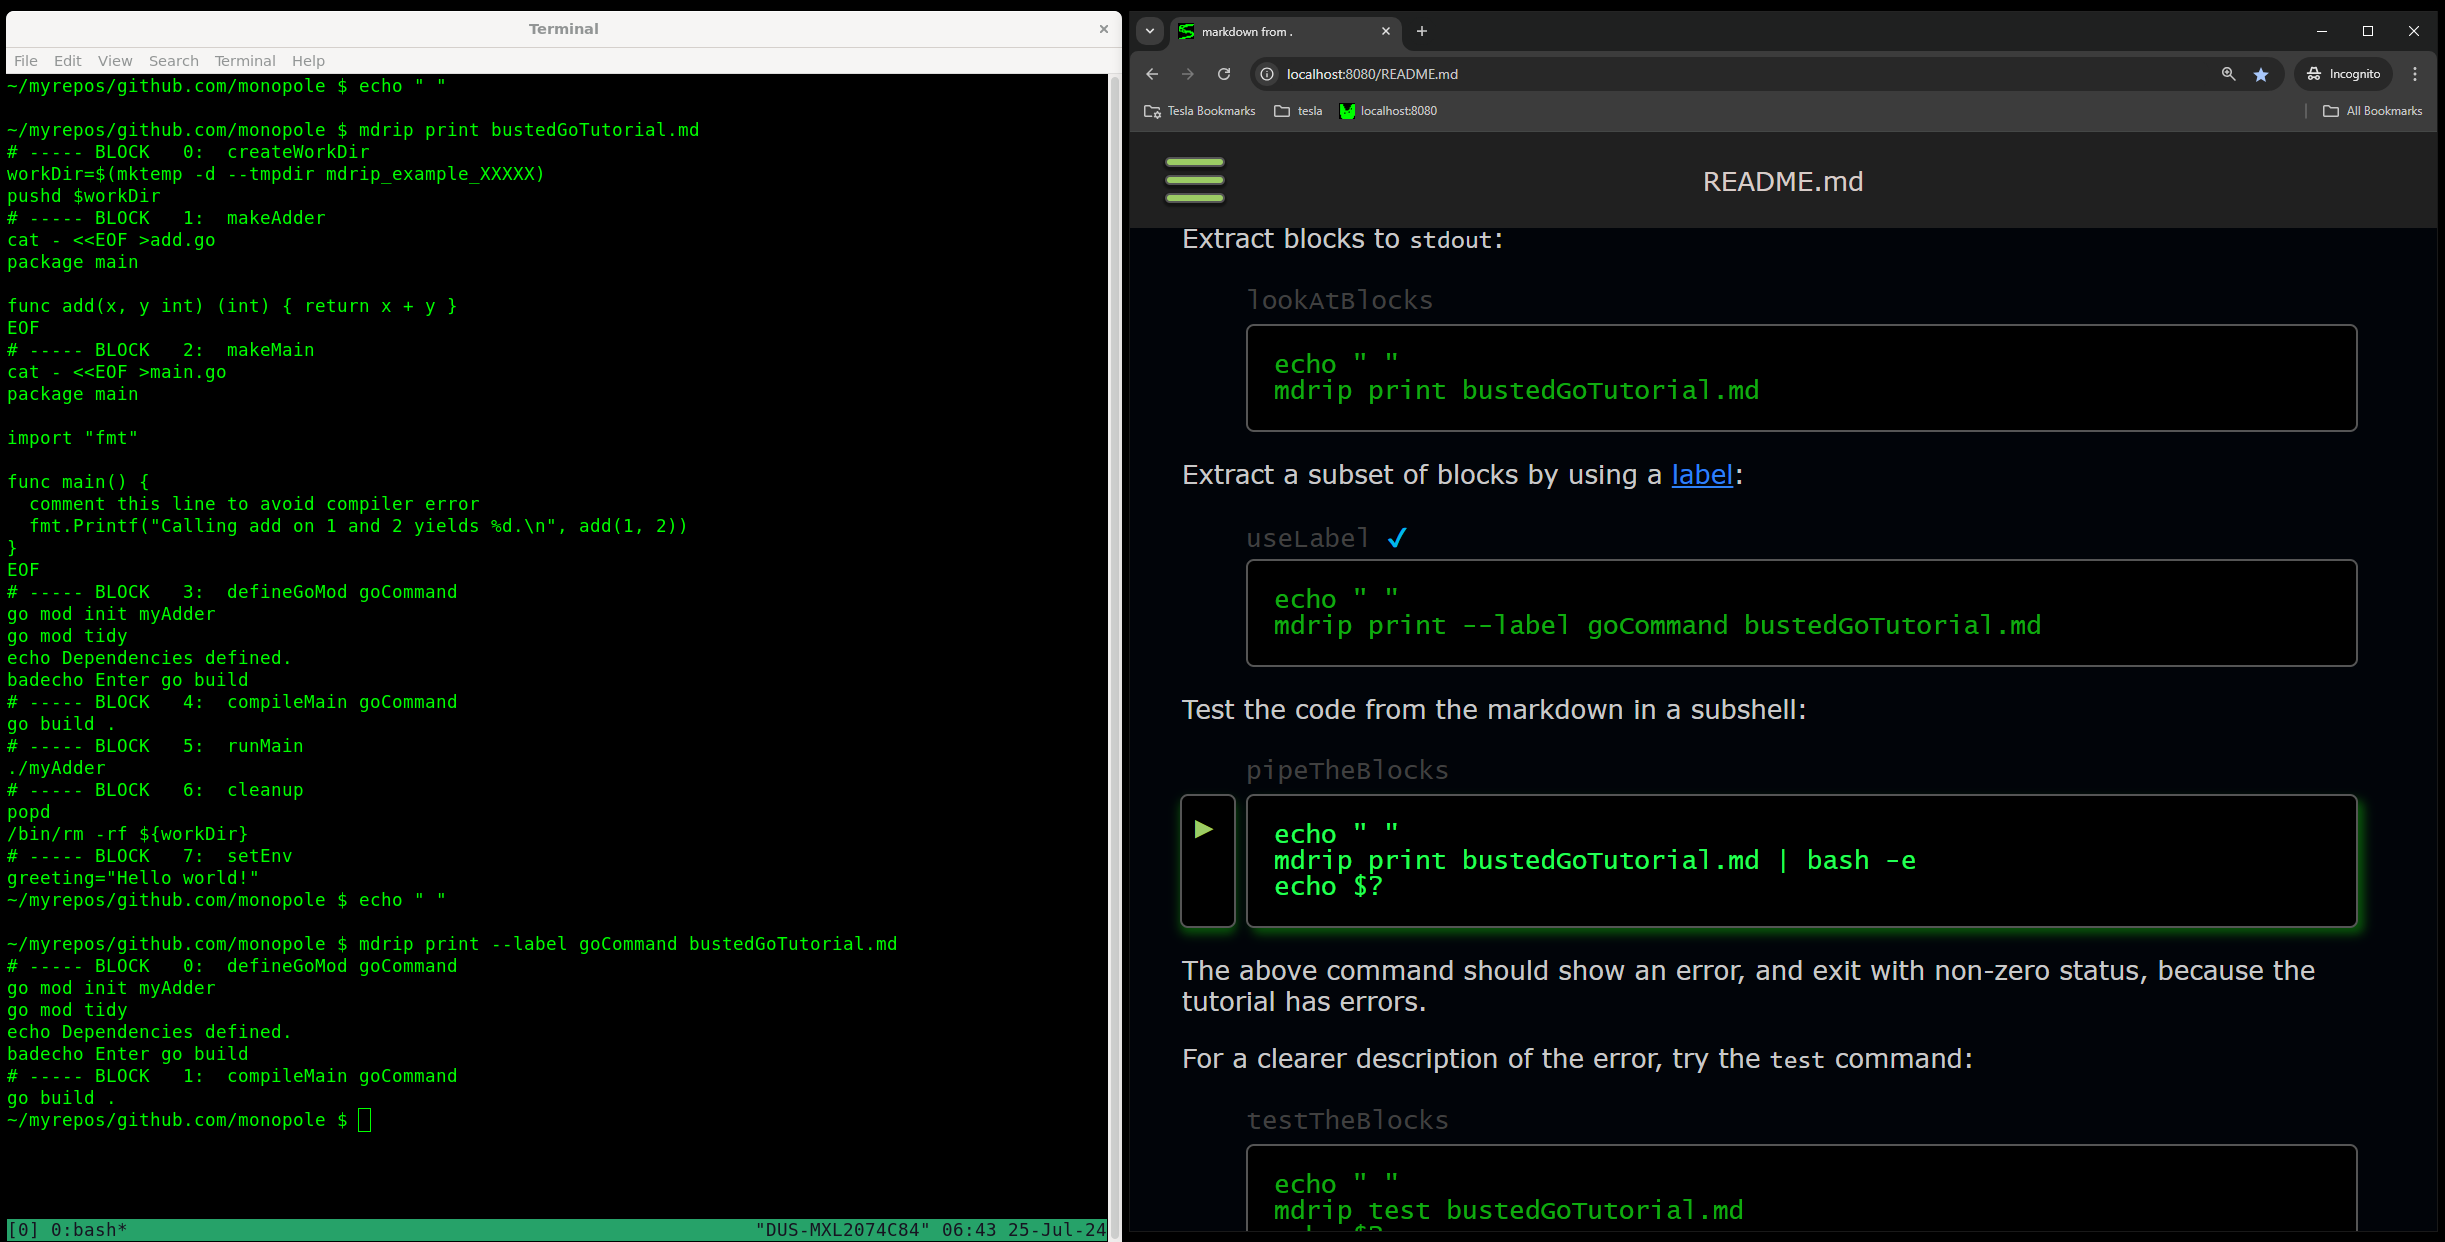 Terminal
File Edit View Search Terminal Help
~/myrepos/github.com/monopole $ echo " "
~/myrepos/github.com/monopole $ mdrip print bustedGoTutorial.md
# ----- BLOCK   0:  createWorkDir
workDir=$(mktemp -d --tmpdir mdrip_example_XXXXX)
pushd $workDir
# ----- BLOCK   1:  makeAdder
cat - <<EOF >add.go
package main
func add(x, y int) (int) { return x + y }
EOF
# ----- BLOCK   2:  makeMain
cat - <<EOF >main.go
package main
import "fmt"
func main() {
  comment this line to avoid compiler error
  fmt.Printf("Calling add on 1 and 2 yields %d.\n", add(1, 2))
}
EOF
# ----- BLOCK   3:  defineGoMod goCommand
go mod init myAdder
go mod tidy
echo Dependencies defined.
badecho Enter go build
# ----- BLOCK   4:  compileMain goCommand
go build .
# ----- BLOCK   5:  runMain
./myAdder
# ----- BLOCK   6:  cleanup
popd
/bin/rm -rf ${workDir}
# ----- BLOCK   7:  setEnv
greeting="Hello world!"
~/myrepos/github.com/monopole $ echo " "
~/myrepos/github.com/monopole $ mdrip print --label goCommand bustedGoTutorial.md
# ----- BLOCK   0:  defineGoMod goCommand
go mod init myAdder
go mod tidy
echo Dependencies defined.
badecho Enter go build
# ----- BLOCK   1:  compileMain goCommand
go build .
~/myrepos/github.com/monopole $
[0] 0:bash* "DUS-MXL2074C84" 06:43 25-Jul-24
markdown from .
localhost:8080/README.md
Incognito
Tesla Bookmarks tesla localhost:8080 All Bookmarks
README.md
Extract blocks to stdout:
lookAtBlocks
echo " "
mdrip print bustedGoTutorial.md
Extract a subset of blocks by using a label:
useLabel ✓
echo " "
mdrip print --label goCommand bustedGoTutorial.md
Test the code from the markdown in a subshell:
pipeTheBlocks
echo " "
mdrip print bustedGoTutorial.md | bash -e
echo $?
The above command should show an error, and exit with non-zero status, because the
tutorial has errors.
For a clearer description of the error, try the test command:
testTheBlocks
echo " "
mdrip test bustedGoTutorial.md